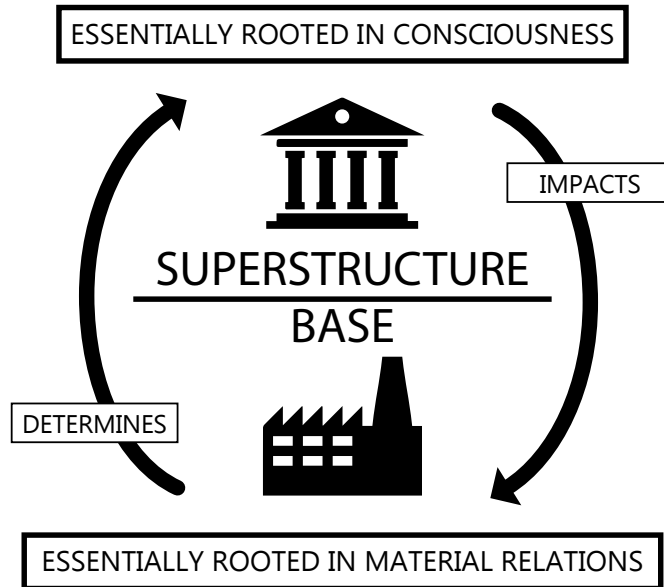 ESSENTIALLY ROOTED IN CONSCIOUSNESS
IMPACTS
SUPERSTRUCTURE
BASE
DETERMINES
ESSENTIALLY ROOTED IN MATERIAL RELATIONS